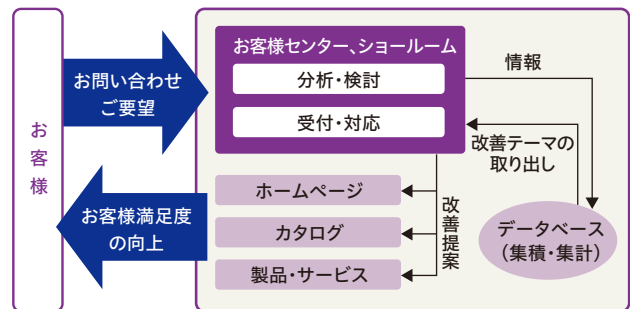 お客様
お問い合わせ
ご要望
お客様満足度
の向上
お客様センター、ショールーム
分析・検討
受付・対応
情報
改善テーマの
取り出し
データベース
（集積・集計）
改善提案
ホームページ
カタログ
製品・サービス